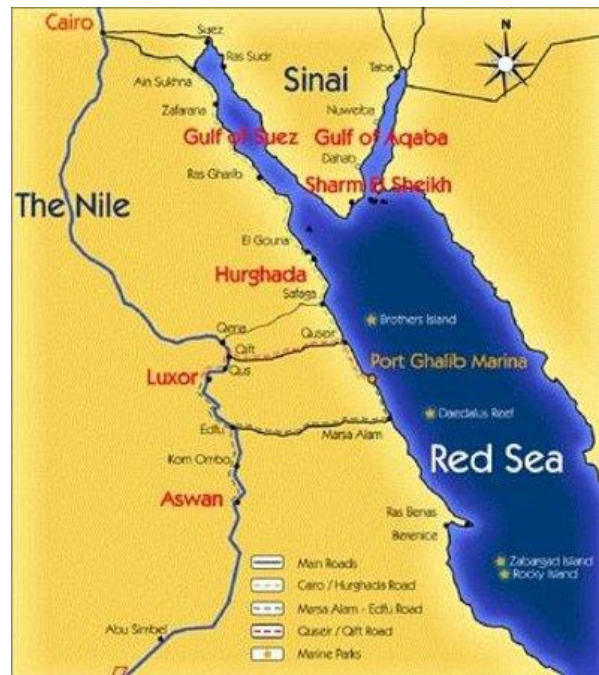 Cairo
Suez
Ras Sudr
Ain Sukhna
Sinai
Taba
N
Zafarana
Nuweiba
Gulf of Suez
Gulf of Aqaba
Dahab
Ras Gharib
Sharm El Sheikh
The Nile
El Gouna
Hurghada
Safaga
Brothers Island
Qena
Quseir
Qift
Port Ghalib Marina
Qus
Luxor
Daedalus Reef
Edfu
Marsa Alam
Kom Ombo
Red Sea
Aswan
Ras Benas
Berenice
Zabargad Island
Rocky Island
Main Roads
Cairo / Hurghada Road
Marsa Alam - Edfu Road
Quseir / Qift Road
Marine Parks
Abu Simbel